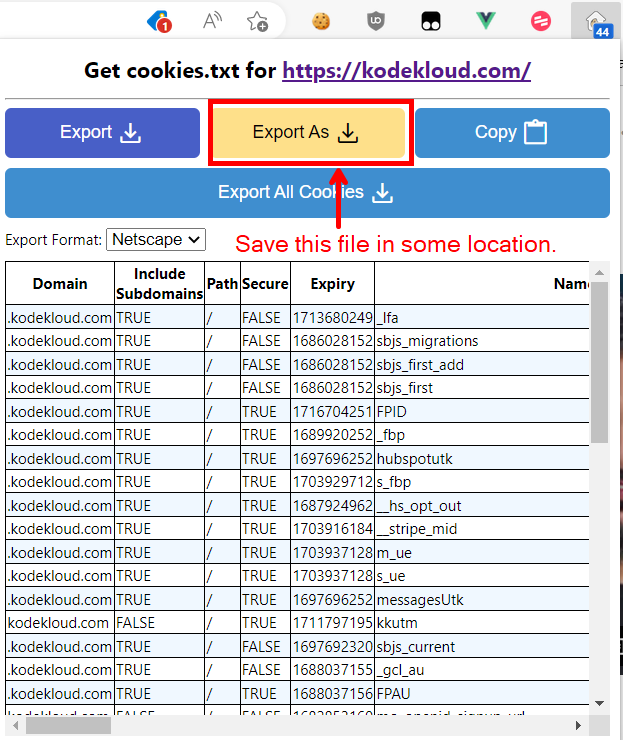 1
UD
44
Get cookies.txt for https://kodekloud.com/
Export
Export As
Copy
Export All Cookies
Export Format: Netscape
Save this file in some location.
Domain Include Subdomains Path Secure Expiry Nam
.kodekloud.com TRUE / FALSE 1713680249 _lfa
.kodekloud.com TRUE / FALSE 1686028152 sbjs_migrations
.kodekloud.com TRUE / FALSE 1686028152 sbjs_first_add
.kodekloud.com TRUE / FALSE 1686028152 sbjs_first
.kodekloud.com TRUE / TRUE 1716704251 FPID
.kodekloud.com TRUE / TRUE 1689920252 _fbp
.kodekloud.com TRUE / TRUE 1697696252 hubspotutk
.kodekloud.com TRUE / TRUE 1703929712 s_fbp
.kodekloud.com TRUE / TRUE 1687924962 __hs_opt_out
.kodekloud.com TRUE / TRUE 1703916184 __stripe_mid
.kodekloud.com TRUE / TRUE 1703937128 m_ue
.kodekloud.com TRUE / TRUE 1703937128 s_ue
.kodekloud.com TRUE / TRUE 1697696252 messagesUtk
kodekloud.com FALSE / TRUE 1711797195 kkutm
.kodekloud.com TRUE / FALSE 1697692320 sbjs_current
.kodekloud.com TRUE / FALSE 1688037155 _gcl_au
.kodekloud.com TRUE / TRUE 1688037156 FPAU
kodekloud.com FALSE / FALSE